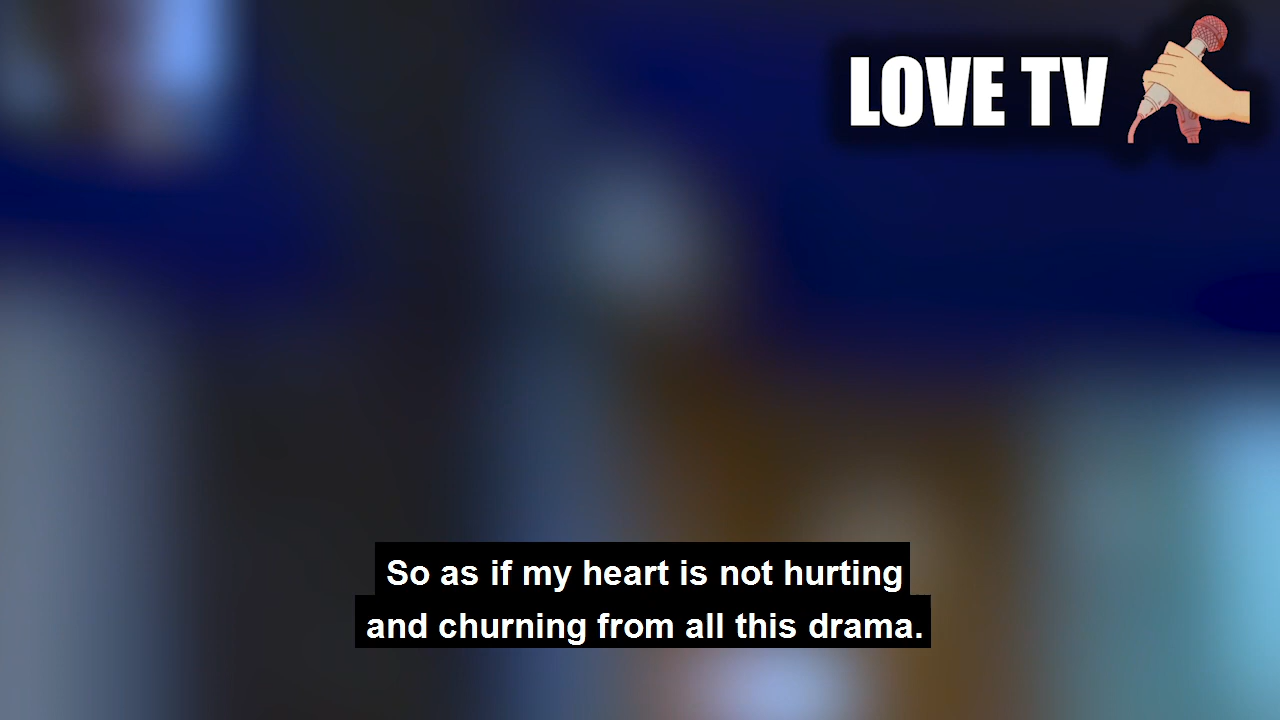 LOVE TV
So as if my heart is not hurting
and churning from all this drama.